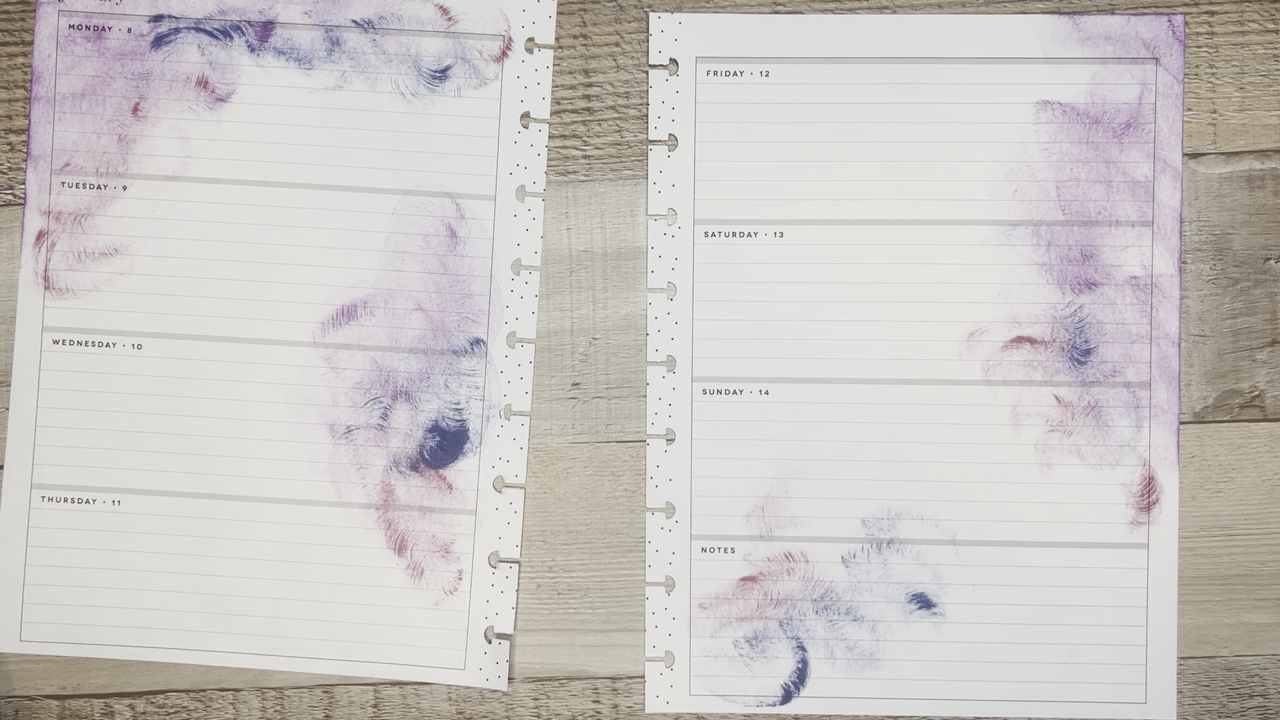 MONDAY • 8
TUESDAY • 9
WEDNESDAY • 10
THURSDAY • 11
FRIDAY • 12
SATURDAY • 13
SUNDAY • 14
NOTES